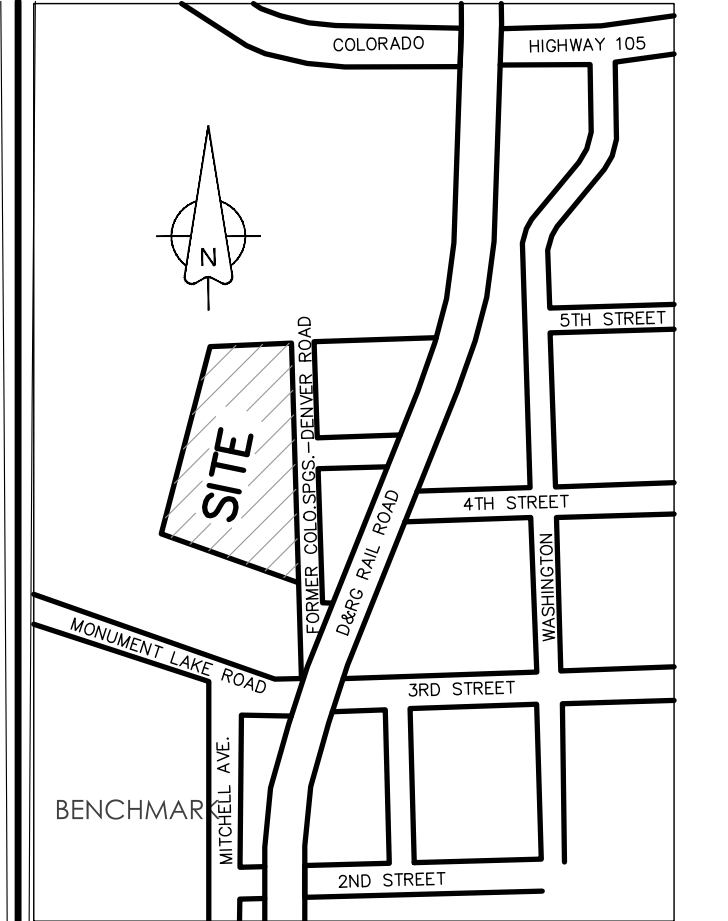 COLORADO
HIGHWAY 105
N
5TH STREET
FORMER COLO.SPGS.-DENVER ROAD
SITE
4TH STREET
D&RG RAIL ROAD
WASHINGTON
MONUMENT LAKE ROAD
3RD STREET
MITCHELL AVE.
BENCHMARK
2ND STREET